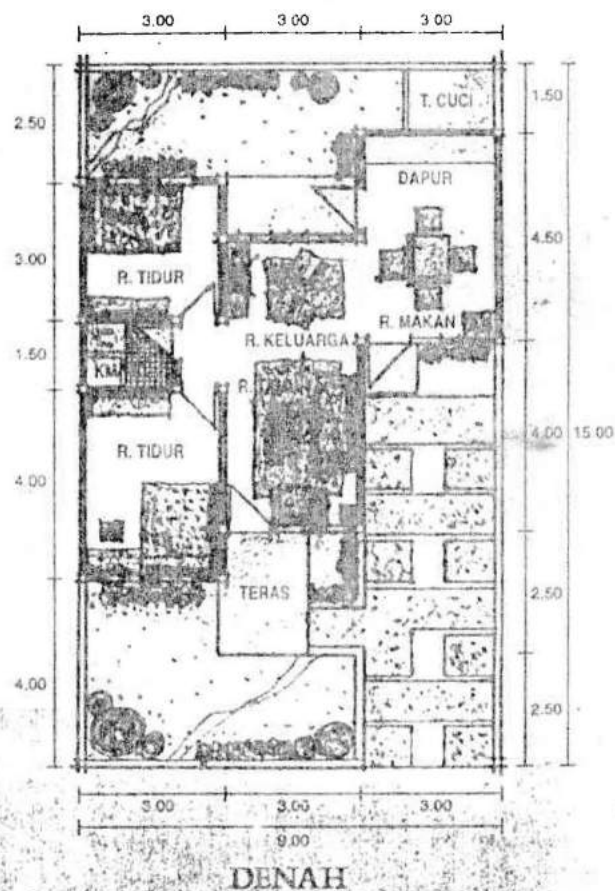 3.00 3.00 3.00
2.50
T. CUCI
1.50
DAPUR
3.00
R. TIDUR
4.50
R. MAKAN
R. KELUARGA
1.50
KM
R. TAMU
R. TIDUR
4.00
4.00
15.00
TERAS
2.50
4.00
2.50
3.00 3.00 3.00
9.00
DENAH